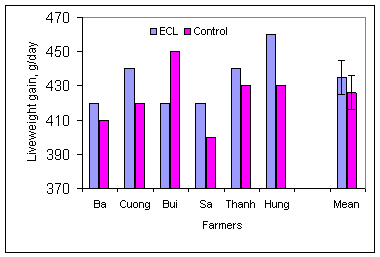 470
450
430
410
390
370
Liveweight gain, g/day
ECL Control
Ba Cuong Bui Sa Thanh Hung Mean
Farmers